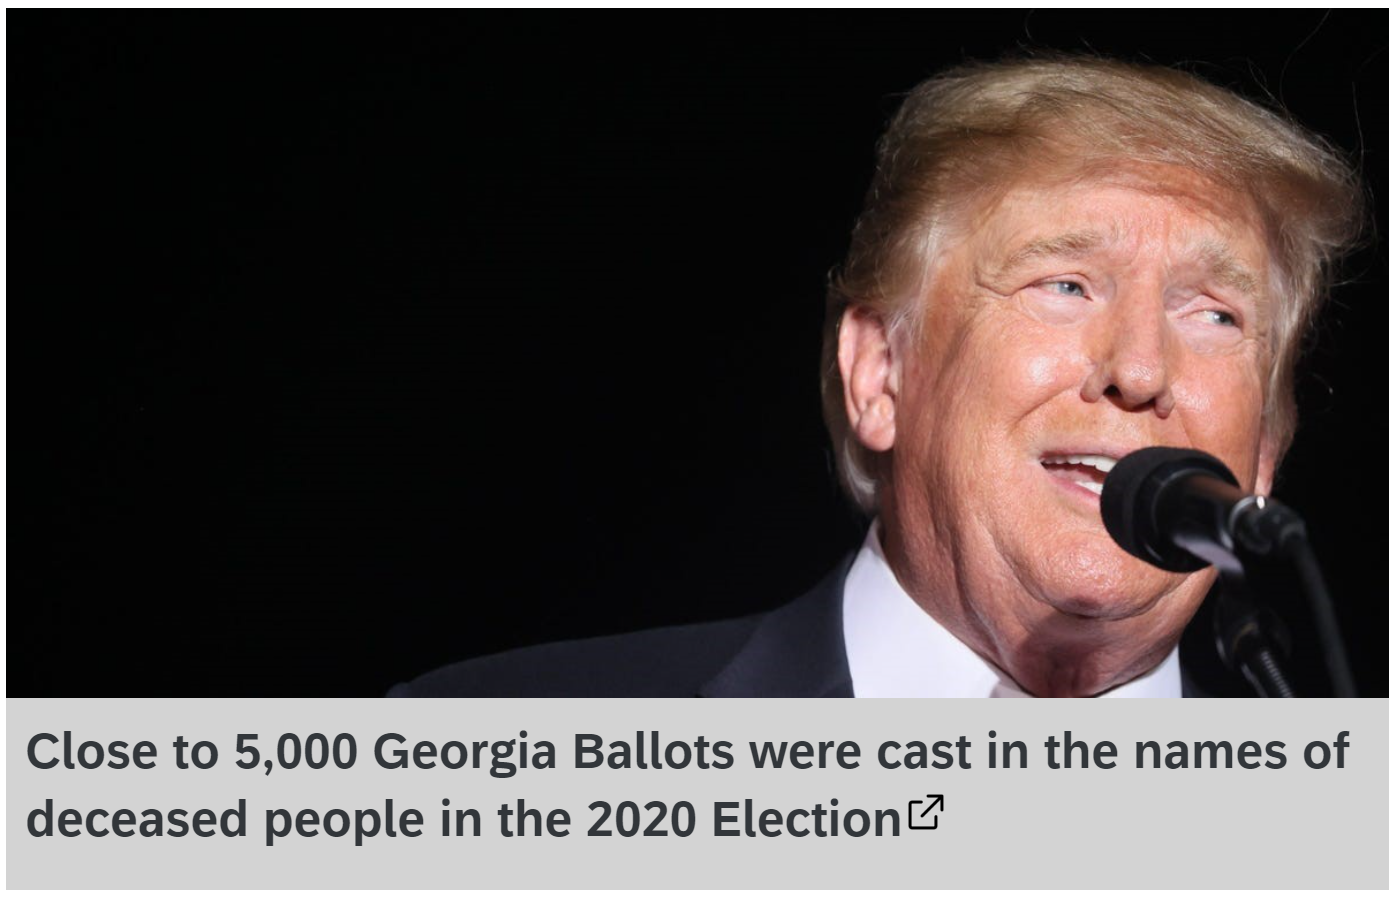 Close to 5,000 Georgia Ballots were cast in the names of
deceased people in the 2020 Election